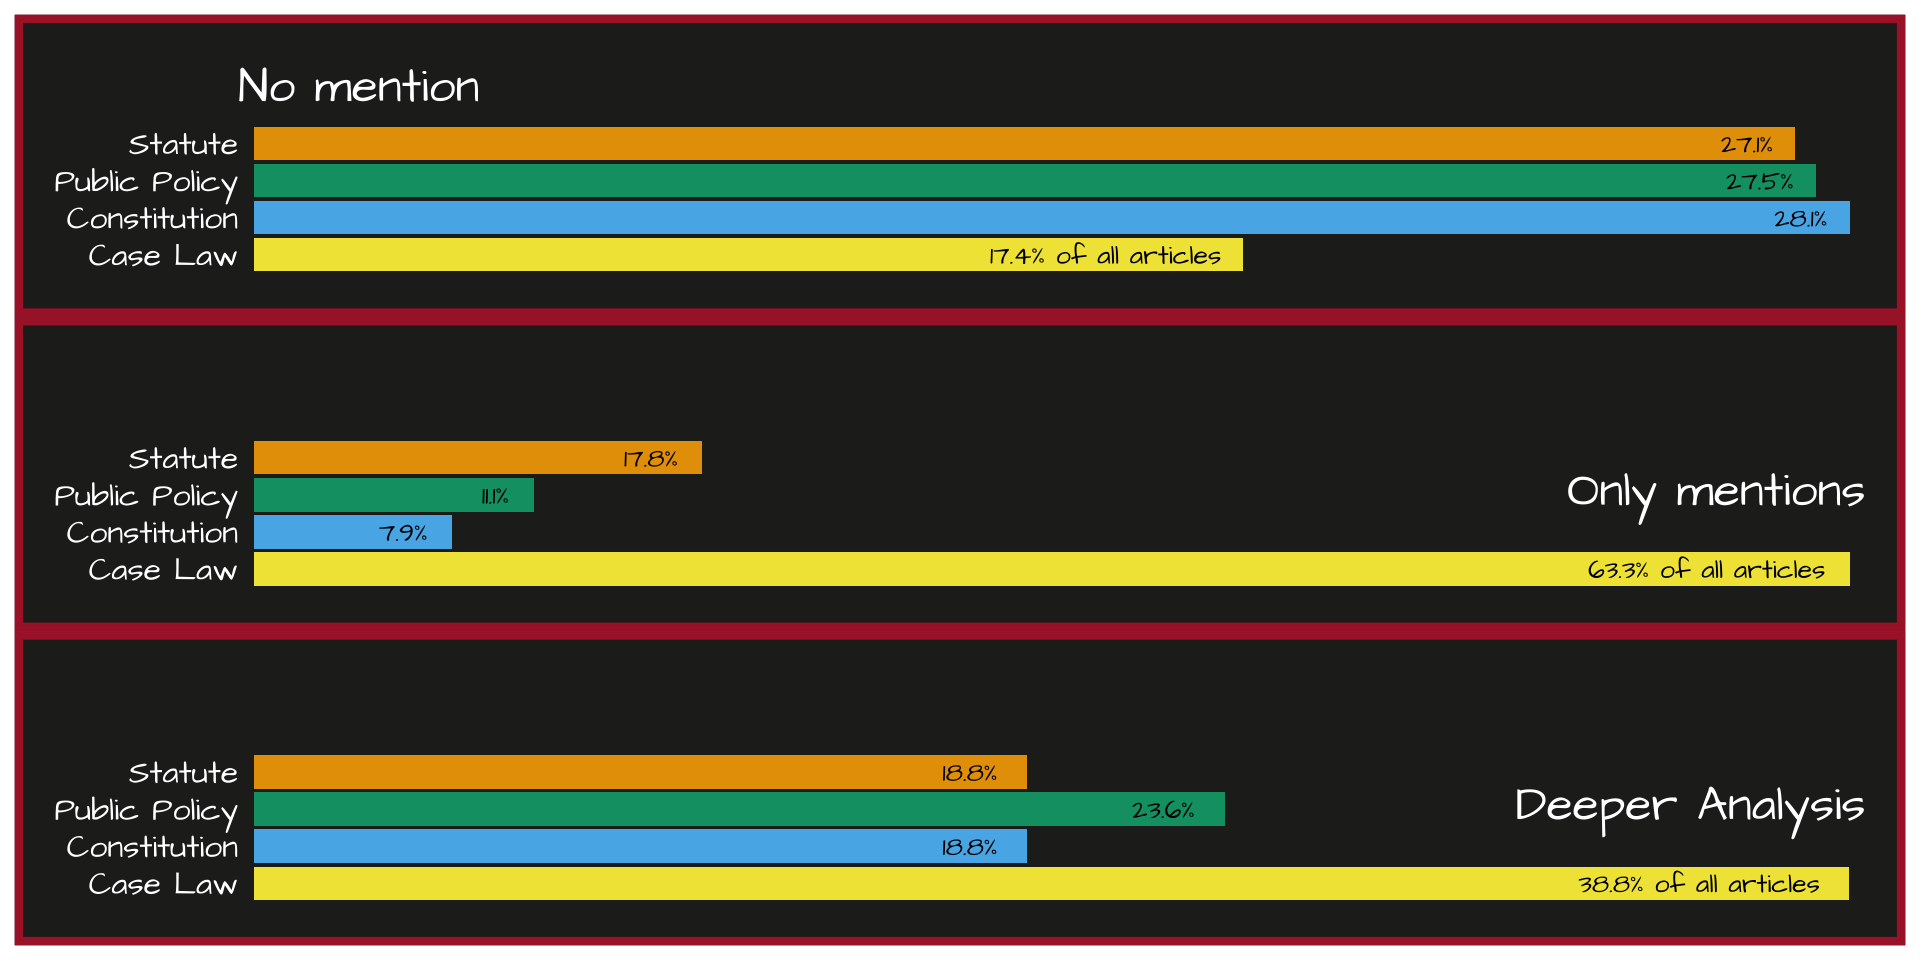 No mention
Statute 27.1%
Public Policy 27.5%
Constitution 28.1%
Case Law 17.4% of all articles
Only mentions
Statute 17.8%
Public Policy 11.1%
Constitution 7.9%
Case Law 63.3% of all articles
Deeper Analysis
Statute 18.8%
Public Policy 23.6%
Constitution 18.8%
Case Law 38.8% of all articles